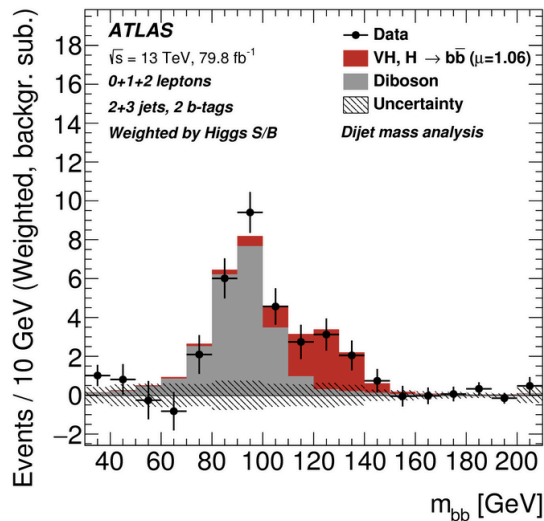 ATLAS
√s = 13 TeV, 79.8 fb⁻¹
0+1+2 leptons
2+3 jets, 2 b-tags
Weighted by Higgs S/B
Data
VH, H → bb̄ (μ=1.06)
Diboson
Uncertainty
Dijet mass analysis
Events / 10 GeV (Weighted, backgr. sub.)
18
16
14
12
10
8
6
4
2
0
−2
40 60 80 100 120 140 160 180 200
m_bb [GeV]